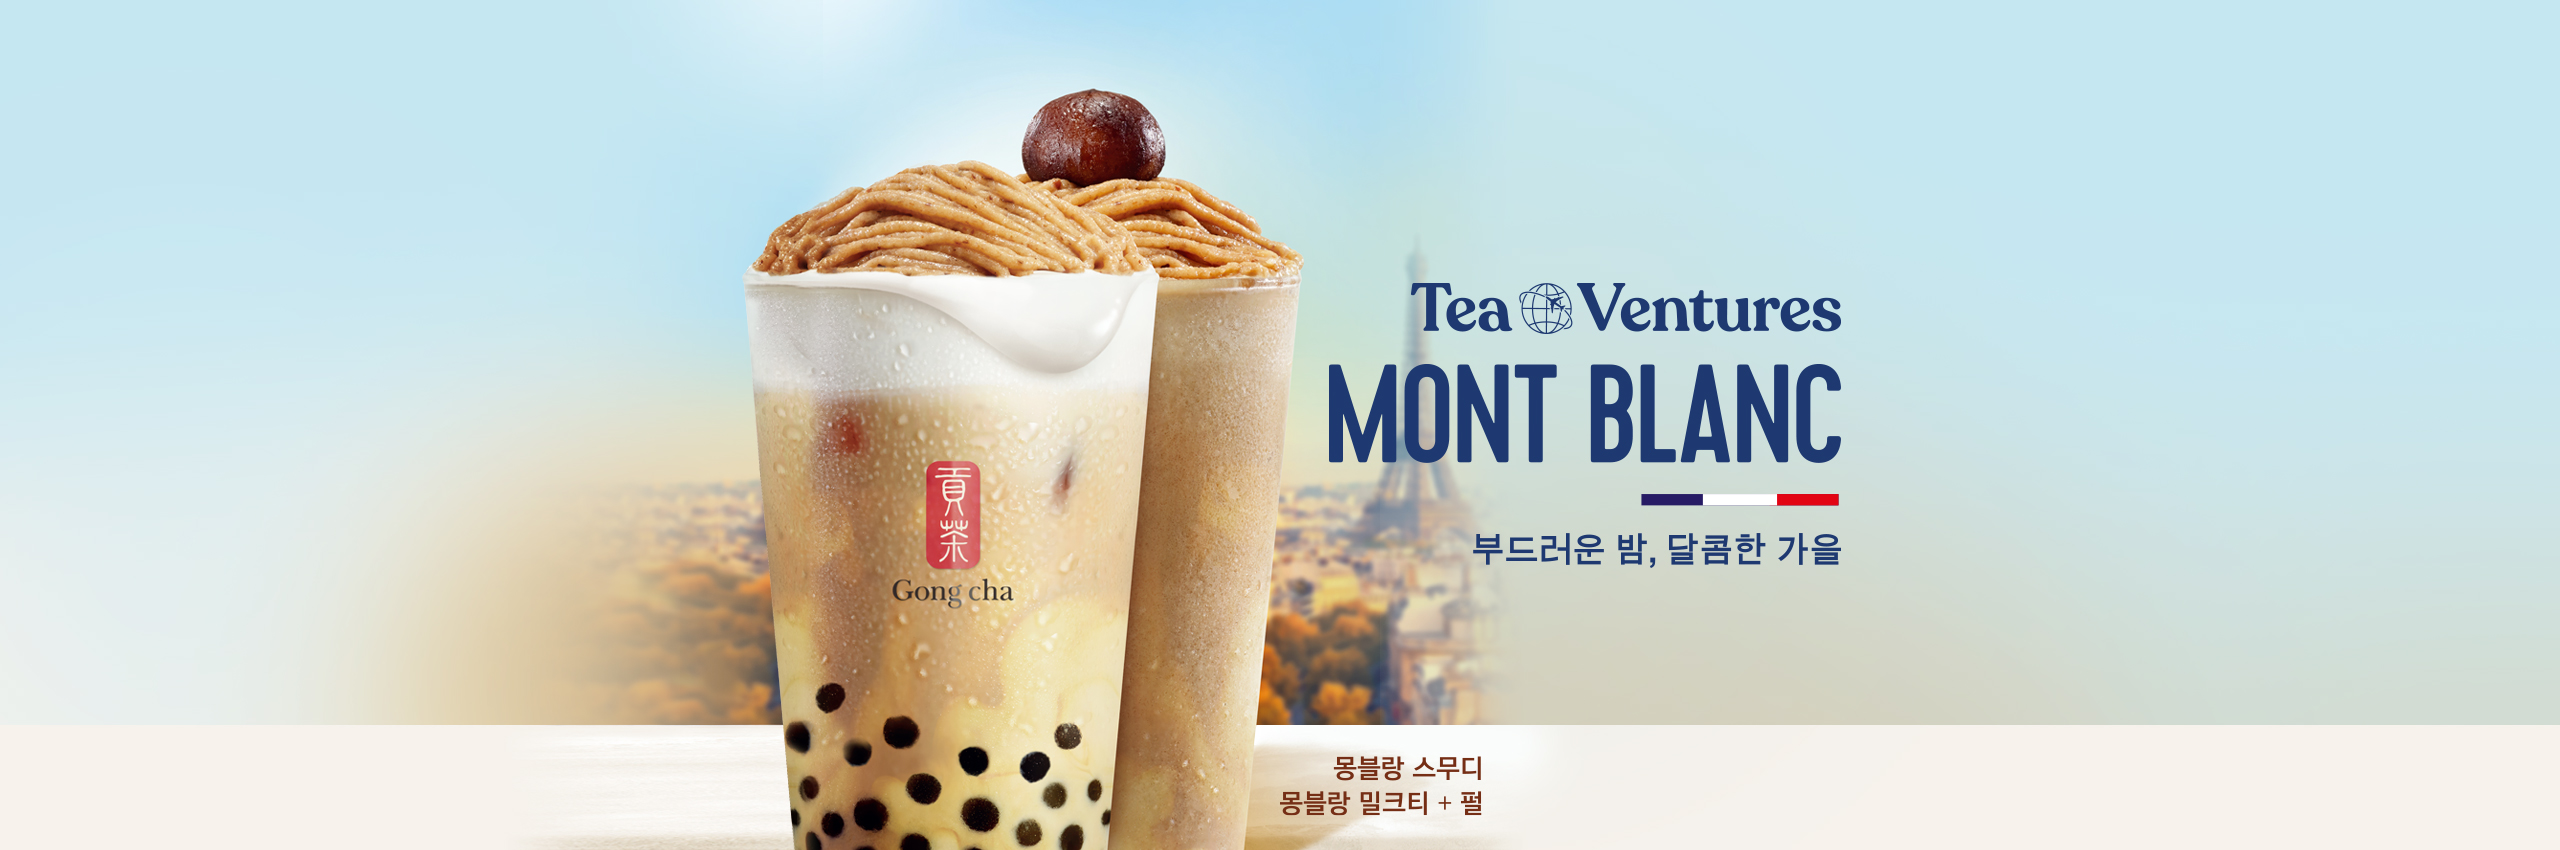 Tea Ventures
MONT BLANC
부드러운 밤, 달콤한 가을
貢茶
Gong cha
몽블랑 스무디
몽블랑 밀크티 + 펄